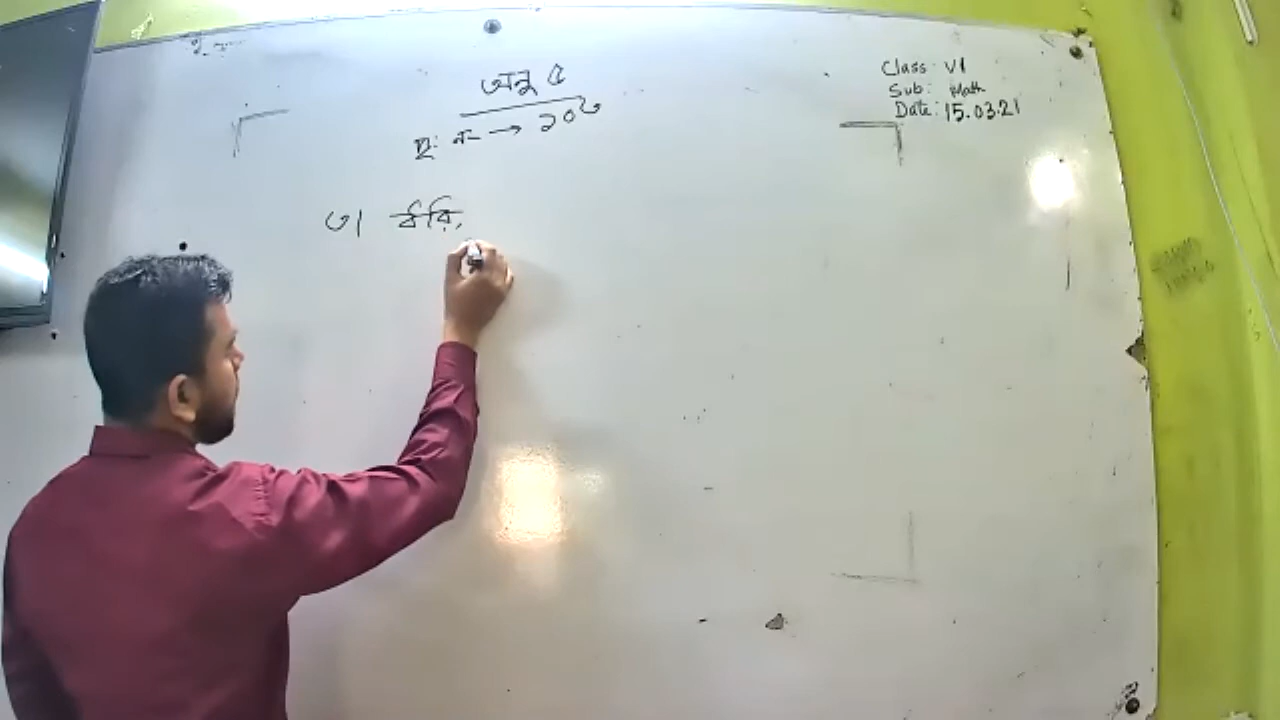 অনু ৫
পৃ: নং → ১০৩
Class: VI
Sub: Math
Date: 15.03.21
৩। ধরি,